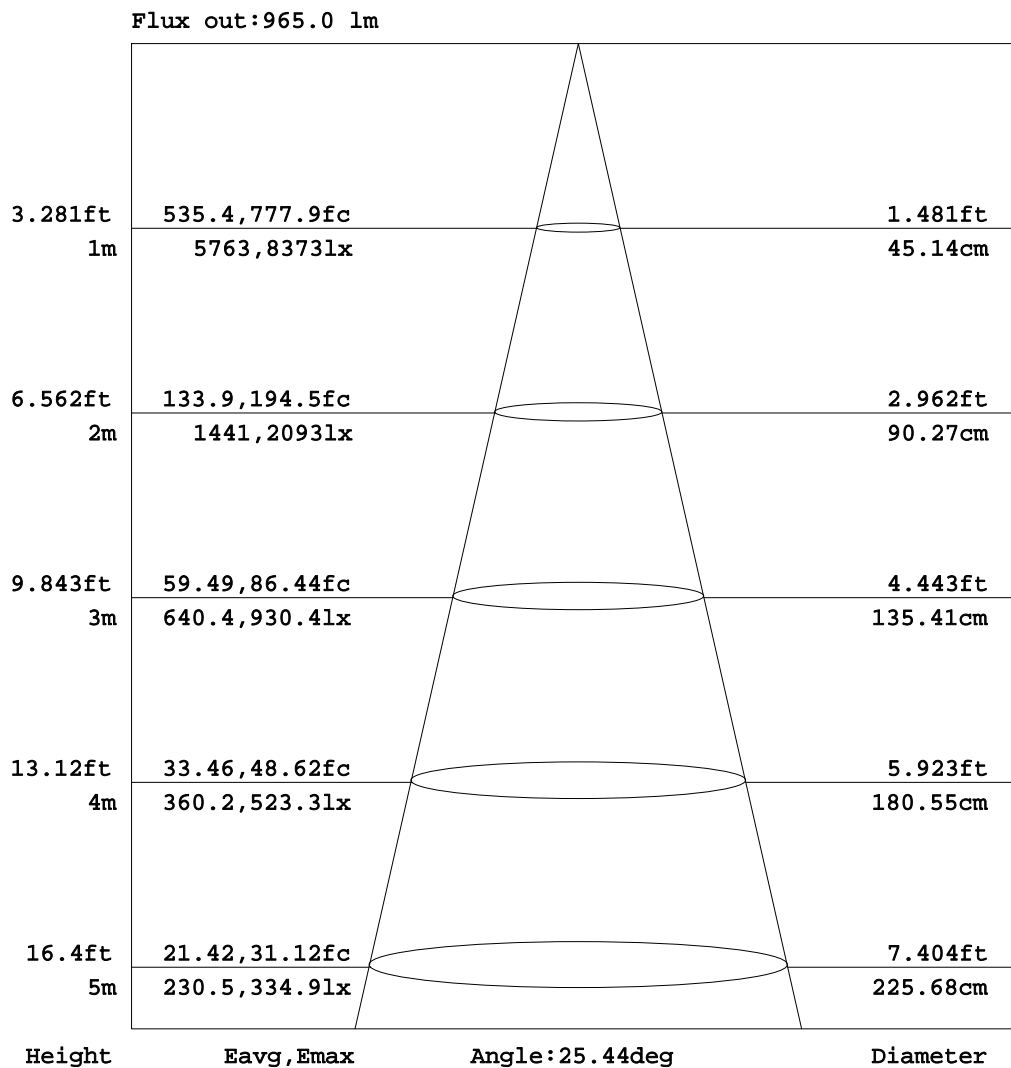 Flux out:965.0 lm
3.281ft 535.4,777.9fc 1.481ft
1m 5763,8373lx 45.14cm
6.562ft 133.9,194.5fc 2.962ft
2m 1441,2093lx 90.27cm
9.843ft 59.49,86.44fc 4.443ft
3m 640.4,930.4lx 135.41cm
13.12ft 33.46,48.62fc 5.923ft
4m 360.2,523.3lx 180.55cm
16.4ft 21.42,31.12fc 7.404ft
5m 230.5,334.9lx 225.68cm
Height Eavg,Emax Angle:25.44deg Diameter